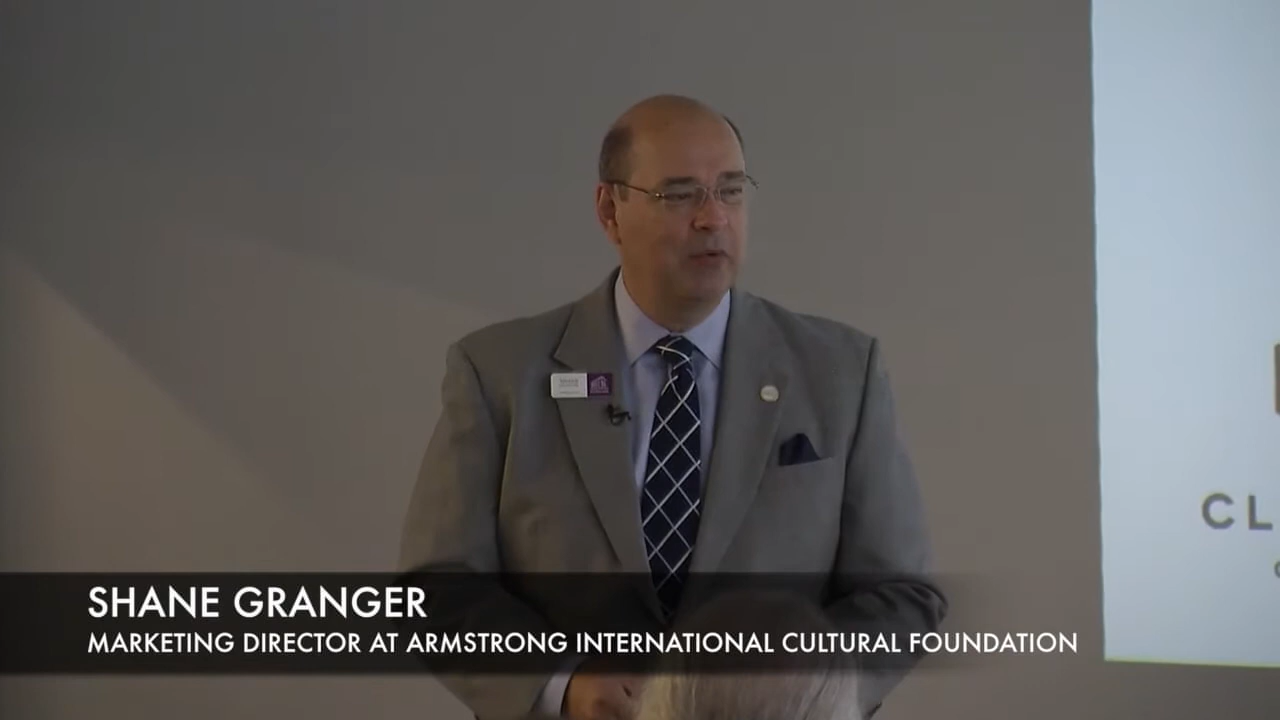 SHANE GRANGER
MARKETING DIRECTOR AT ARMSTRONG INTERNATIONAL CULTURAL FOUNDATION
CL